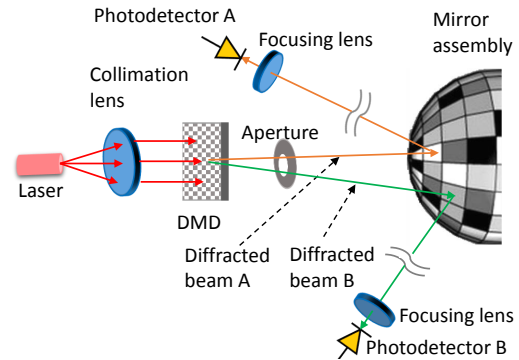 Photodetector A
Focusing lens
Mirror
assembly
Collimation
lens
Aperture
Laser
DMD
Diffracted
beam A
Diffracted
beam B
Focusing lens
Photodetector B